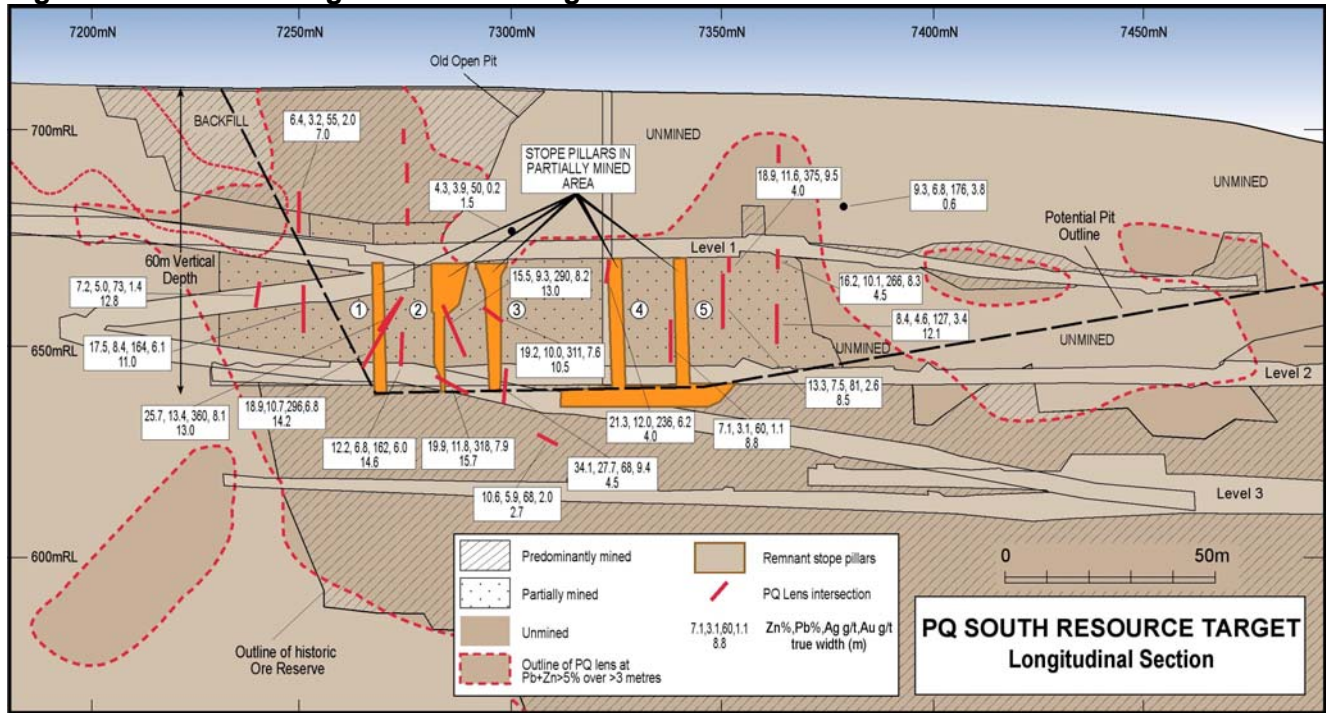 7200mN
7250mN
7300mN
7350mN
7400mN
7450mN
Old Open Pit
700mRL
BACKFILL
6.4, 3.2, 55, 2.0
7.0
STOPE PILLARS IN
PARTIALLY MINED
AREA
UNMINED
4.3, 3.9, 50, 0.2
1.5
18.9, 11.6, 375, 9.5
4.0
9.3, 6.8, 176, 3.8
0.6
UNMINED
Potential Pit
Outline
Level 1
60m Vertical
Depth
7.2, 5.0, 73, 1.4
12.8
15.5, 9.3, 290, 8.2
13.0
16.2, 10.1, 266, 8.3
4.5
1
2
3
4
5
8.4, 4.6, 127, 3.4
12.1
650mRL
17.5, 8.4, 164, 6.1
11.0
19.2, 10.0, 311, 7.6
10.5
UNMINED
UNMINED
Level 2
13.3, 7.5, 81, 2.6
8.5
25.7, 13.4, 360, 8.1
13.0
18.9,10.7,296,6.8
14.2
21.3, 12.0, 236, 6.2
4.0
7.1, 3.1, 60, 1.1
8.8
12.2, 6.8, 162, 6.0
14.6
19.9, 11.8, 318, 7.9
15.7
34.1, 27.7, 68, 9.4
4.5
10.6, 5.9, 68, 2.0
2.7
Level 3
600mRL
Outline of historic
Ore Reserve
Predominantly mined
Partially mined
Unmined
Outline of PQ lens at
Pb+Zn>5% over >3 metres
Remnant stope pillars
PQ Lens intersection
7.1,3.1,60,1.1
8.8
Zn%,Pb%,Ag g/t,Au g/t
true width (m)
0
50m
PQ SOUTH RESOURCE TARGET
Longitudinal Section